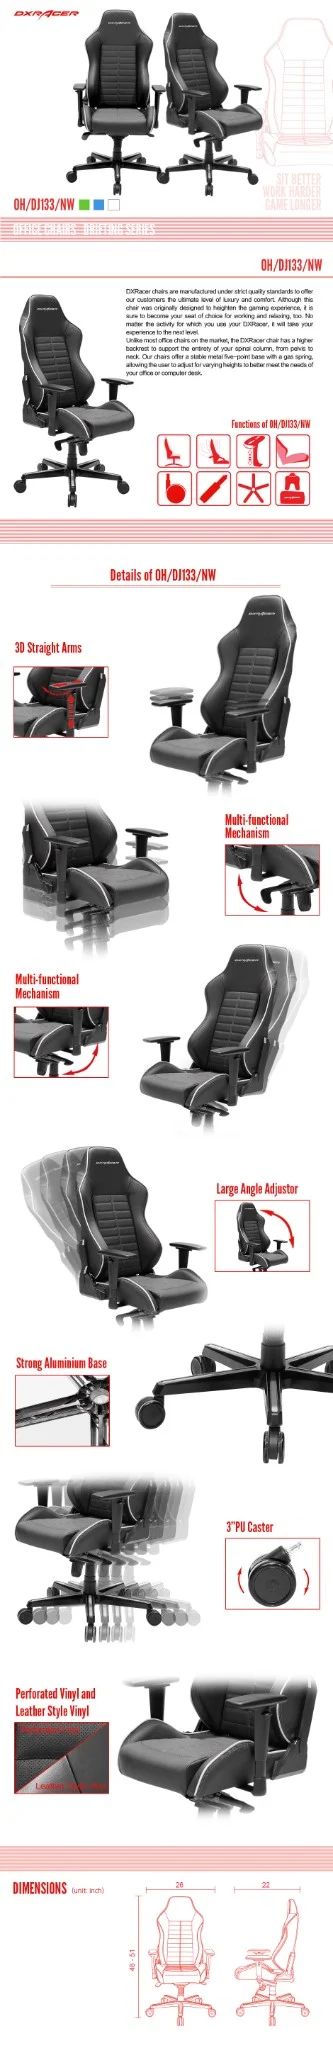 DXRACER
SIT BETTER
WORK HARDER
GAME LONGER
OH/DJ133/NW
OFFICE CHAIRS DRIFTING SERIES
OH/DJ133/NW
DXRacer chairs are manufactured under strict quality standards to offer
our customers the ultimate level of luxury and comfort. Although this
chair was originally designed to heighten the gaming experience, it is
sure to become your seat of choice for working and relaxing, too. No
matter the activity for which you use your DXRacer, it will take your
experience to the next level.
Unlike most office chairs on the market, the DXRacer chair has a higher
backrest to support the entirety of your spinal column, from pelvis to
neck. Our chairs offer a stable metal five-point base with a gas spring,
allowing the user to adjust for varying heights to better meet the needs of
your office or computer desk.
Functions of OH/DJ133/NW
Details of OH/DJ133/NW
3D Straight Arms
Multi-functional
Mechanism
Multi-functional
Mechanism
Large Angle Adjustor
Strong Aluminium Base
3"PU Caster
Perforated Vinyl and
Leather Style Vinyl
DIMENSIONS (unit: inch)
26
22
48 - 51